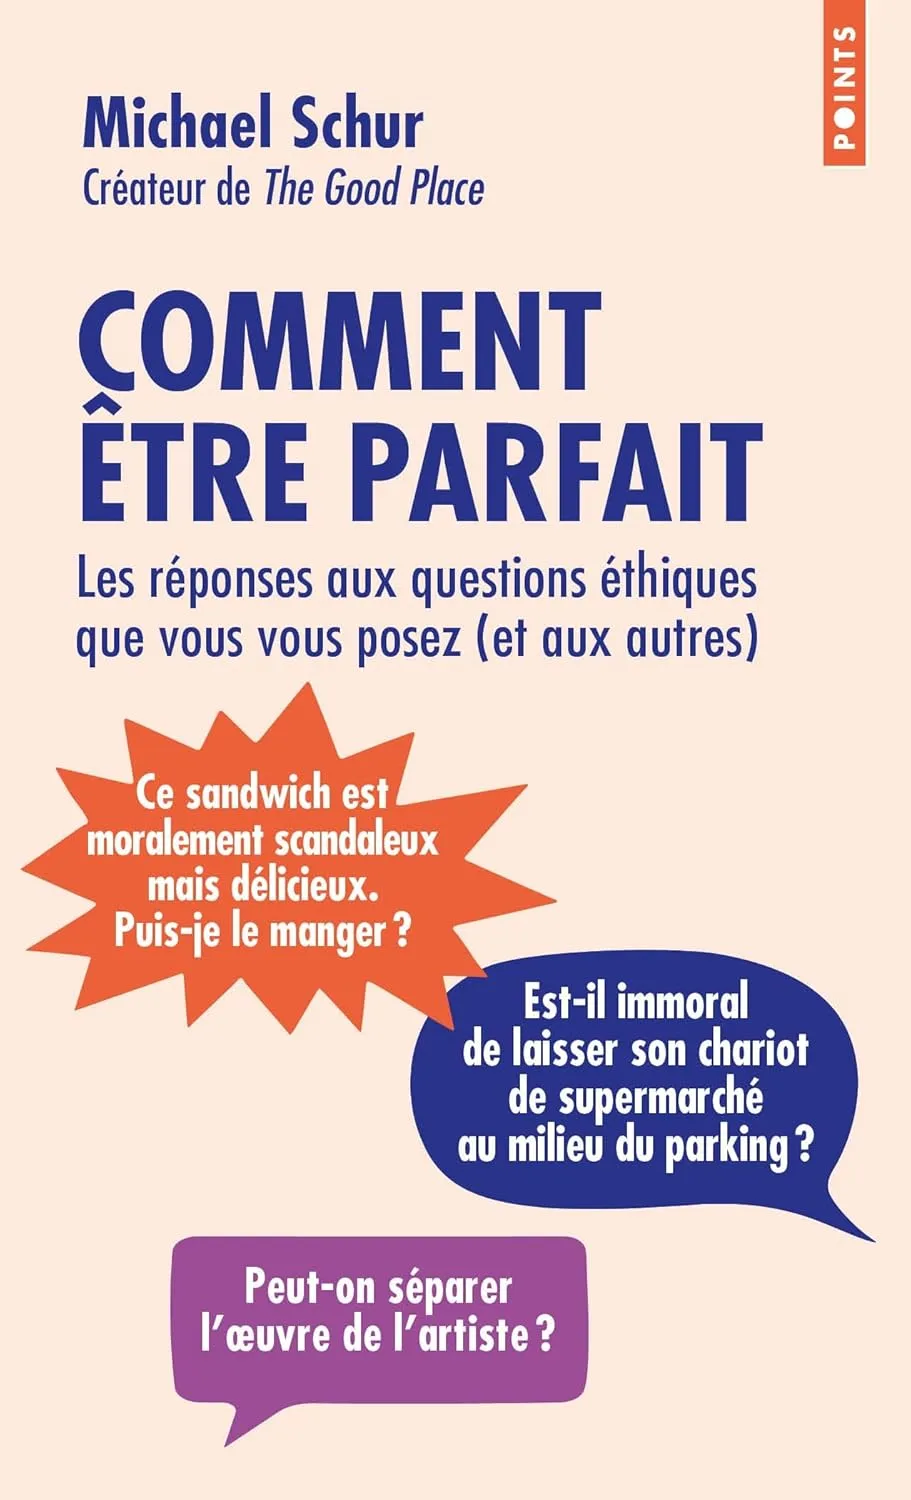 POINTS
Michael Schur
Créateur de The Good Place
COMMENT
ÊTRE PARFAIT
Les réponses aux questions éthiques
que vous vous posez (et aux autres)
Ce sandwich est
moralement scandaleux
mais délicieux.
Puis-je le manger ?
Est-il immoral
de laisser son chariot
de supermarché
au milieu du parking ?
Peut-on séparer
l'œuvre de l'artiste ?